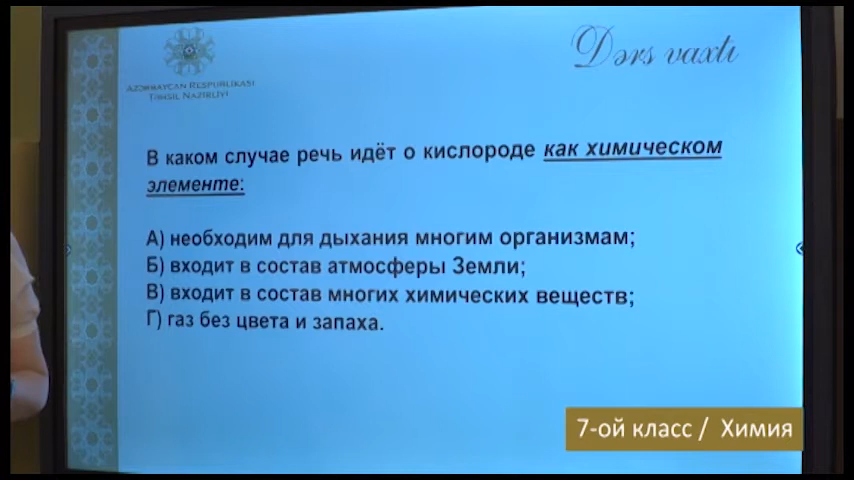 AZƏRBAYCAN RESPUBLİKASI
TƏHSİL NAZİRLİYİ
Dərs vaxtı
В каком случае речь идёт о кислороде как химическом
элементе:
А) необходим для дыхания многим организмам;
Б) входит в состав атмосферы Земли;
В) входит в состав многих химических веществ;
Г) газ без цвета и запаха.
7-ой класс / Химия